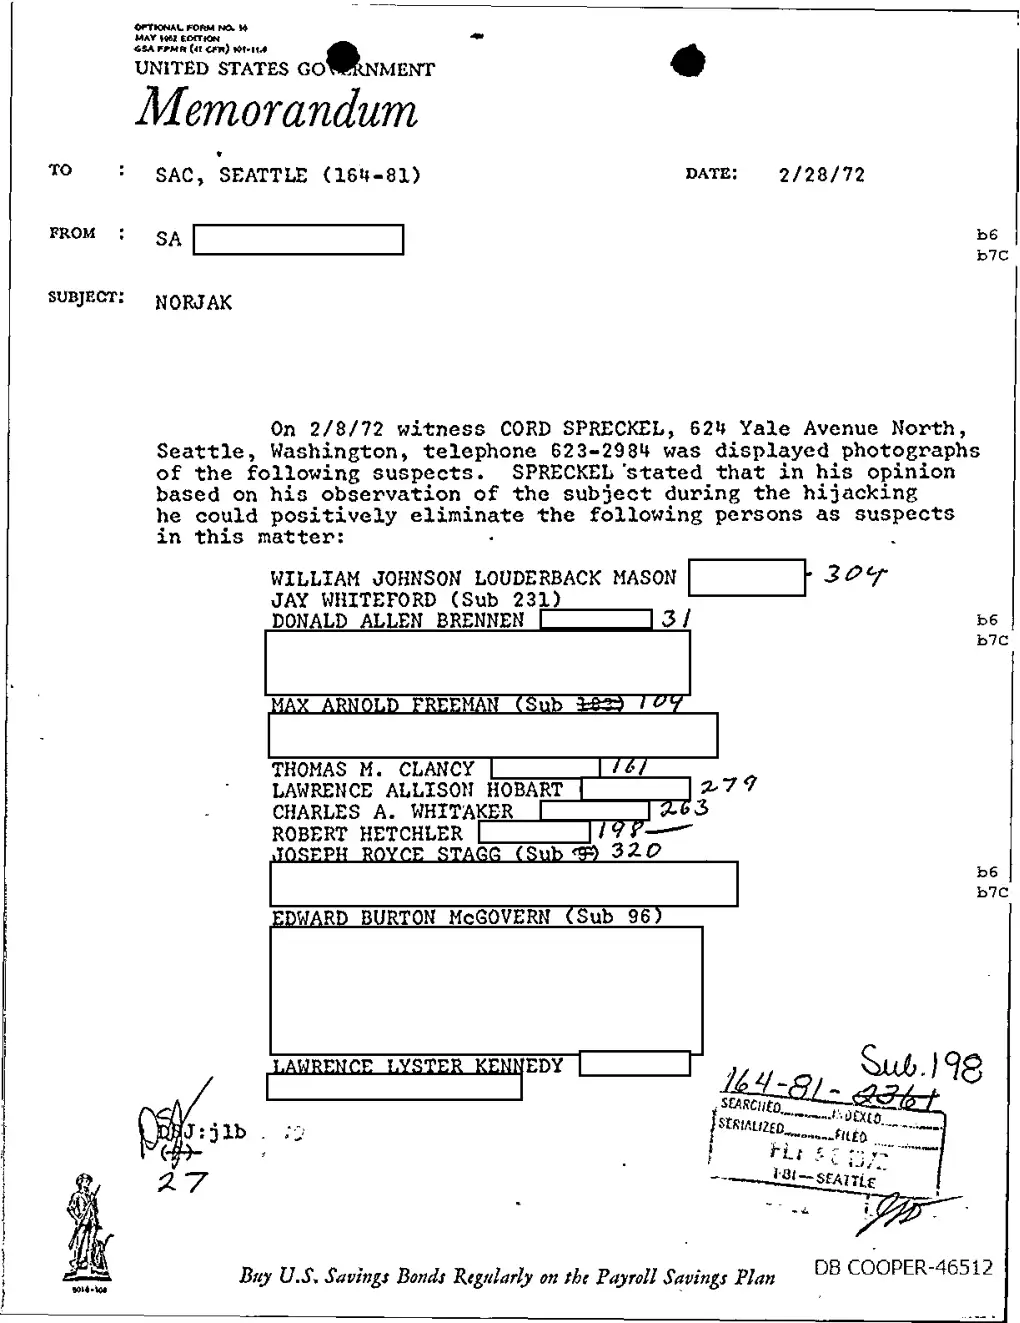 OPTIONAL FORM NO. 10
MAY 1962 EDITION
GSA FPMR (41 CFR) 101-11.6
UNITED STATES GOVERNMENT
Memorandum
TO : SAC, SEATTLE (164-81) DATE: 2/28/72
FROM : SA b6
b7C
SUBJECT: NORJAK
On 2/8/72 witness CORD SPRECKEL, 624 Yale Avenue North,
Seattle, Washington, telephone 623-2984 was displayed photographs
of the following suspects. SPRECKEL stated that in his opinion
based on his observation of the subject during the hijacking
he could positively eliminate the following persons as suspects
in this matter:
WILLIAM JOHNSON LOUDERBACK MASON - 304
JAY WHITEFORD (Sub 231)
DONALD ALLEN BRENNEN 31 b6
b7C
MAX ARNOLD FREEMAN (Sub 183) 104
THOMAS M. CLANCY 161
LAWRENCE ALLISON HOBART 279
CHARLES A. WHITAKER 263
ROBERT HETCHLER 198
JOSEPH ROYCE STAGG (Sub 9) 320
b6
b7C
EDWARD BURTON McGOVERN (Sub 96)
LAWRENCE LYSTER KENNEDY
Sub. 198
164-81-2361
SEARCHED INDEXED
SERIALIZED FILED
FBI—SEATTLE
:jlb
(2)
27
5010-108
Buy U.S. Savings Bonds Regularly on the Payroll Savings Plan
DB COOPER-46512